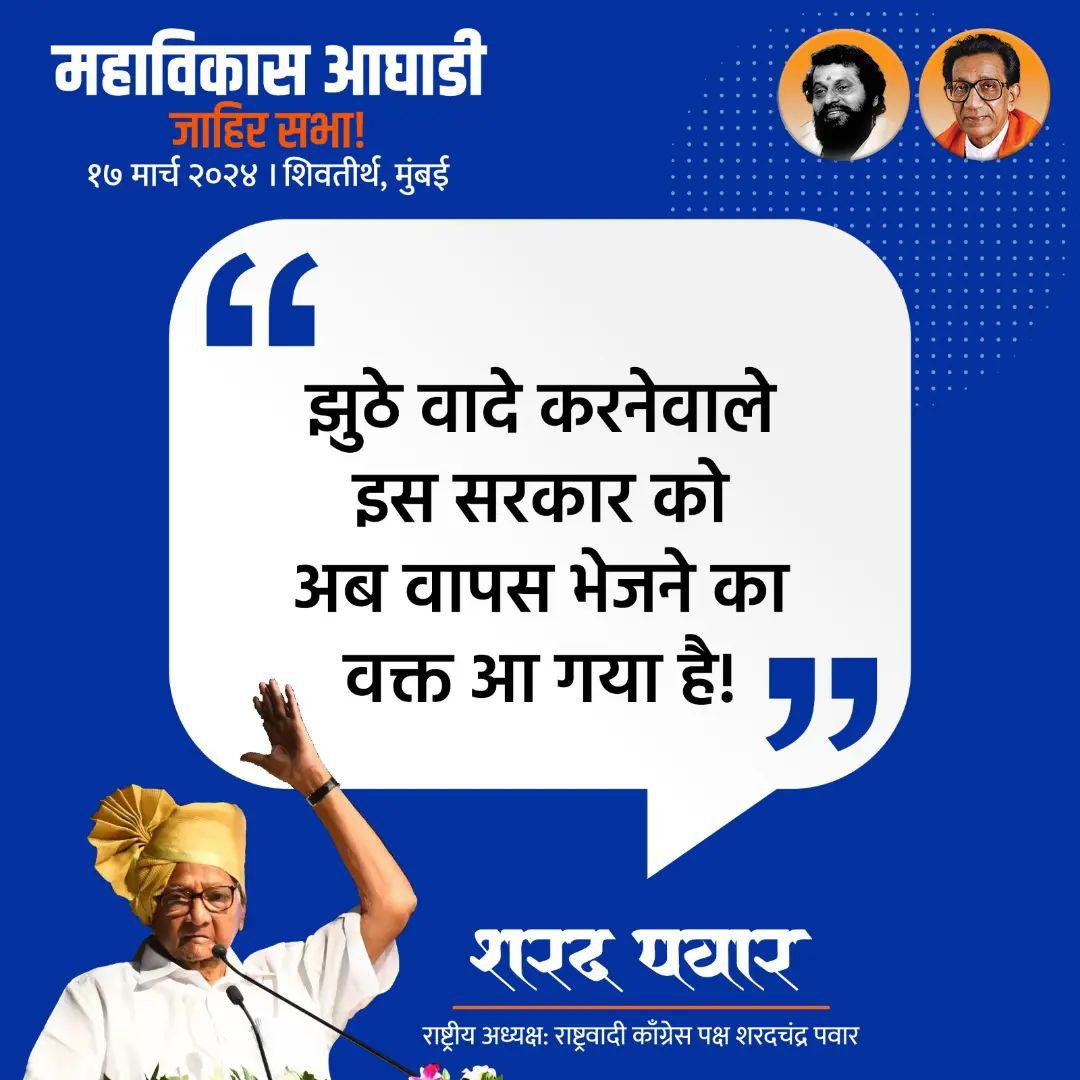 महाविकास आघाडी
जाहिर सभा!
१७ मार्च २०२४ । शिवतीर्थ, मुंबई
“
झुठे वादे करनेवाले
इस सरकार को
अब वापस भेजने का
वक्त आ गया है!
”
शरद पवार
राष्ट्रीय अध्यक्ष: राष्ट्रवादी काँग्रेस पक्ष शरदचंद्र पवार